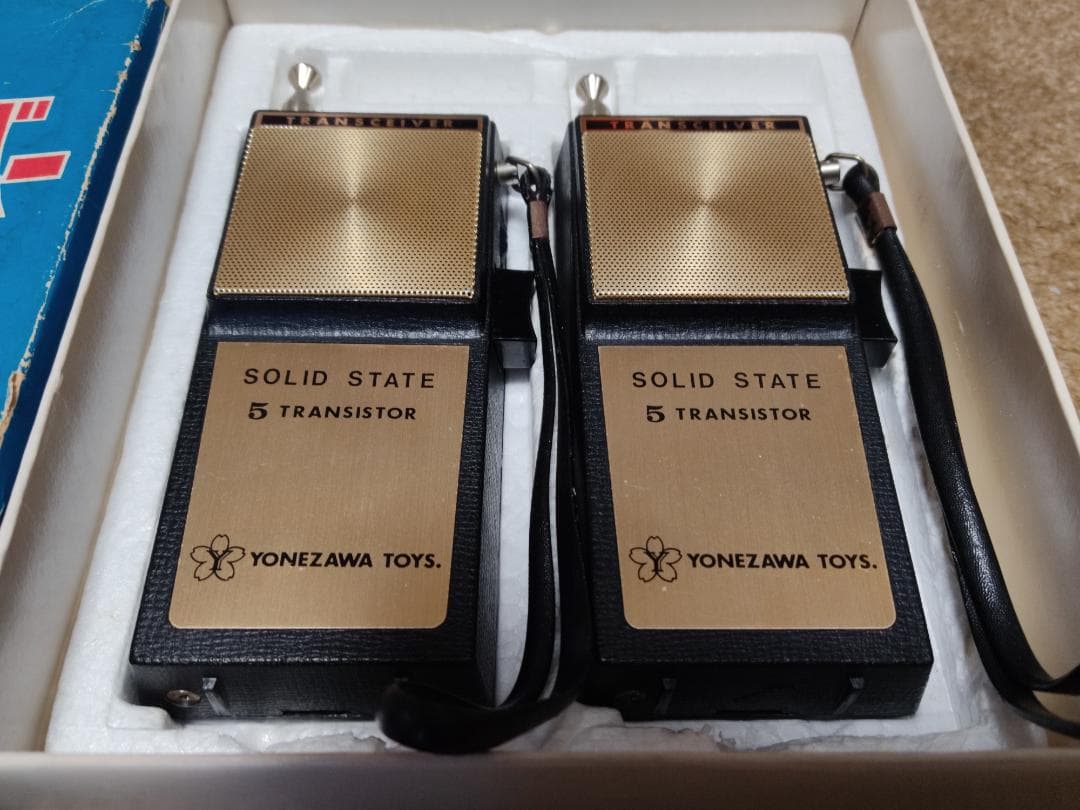 TRANSCEIVER
SOLID STATE
5 TRANSISTOR
Y YONEZAWA TOYS.
TRANSCEIVER
SOLID STATE
5 TRANSISTOR
Y YONEZAWA TOYS.